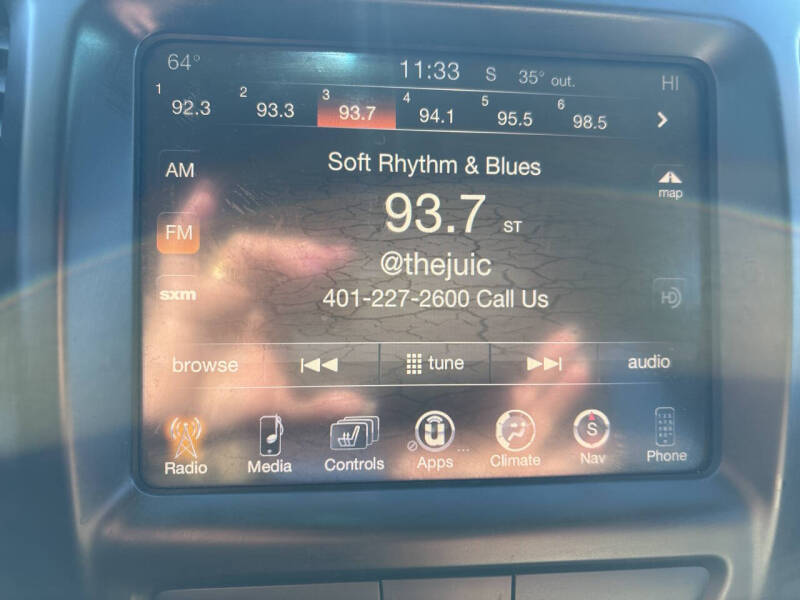 64° 11:33 S 35° out. HI
1 92.3 2 93.3 3 93.7 4 94.1 5 95.5 6 98.5
Soft Rhythm & Blues
AM
map
93.7 ST
FM
@thejuic
sxm 401-227-2600 Call Us HD
browse tune audio
S
Radio Media Controls Apps Climate Nav Phone